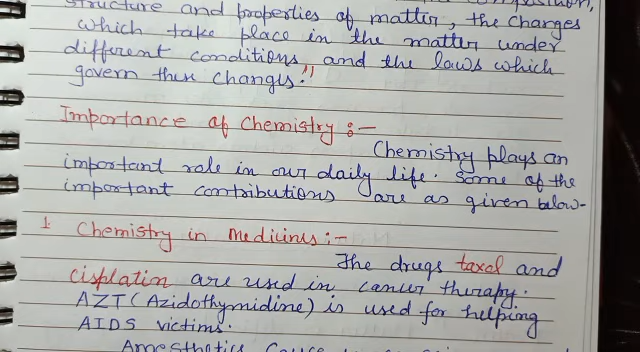 structure and properties of matter, the changes
which take place in the matter under
different conditions and the laws which
govern these changes."
Importance of Chemistry :-
Chemistry plays an
important role in our daily life. Some of the
important contributions are as given below-
1. Chemistry in Medicines :-
The drugs taxol and
cisplatin are used in cancer therapy.
AZT (Azidothymidine) is used for helping
AIDS victims.